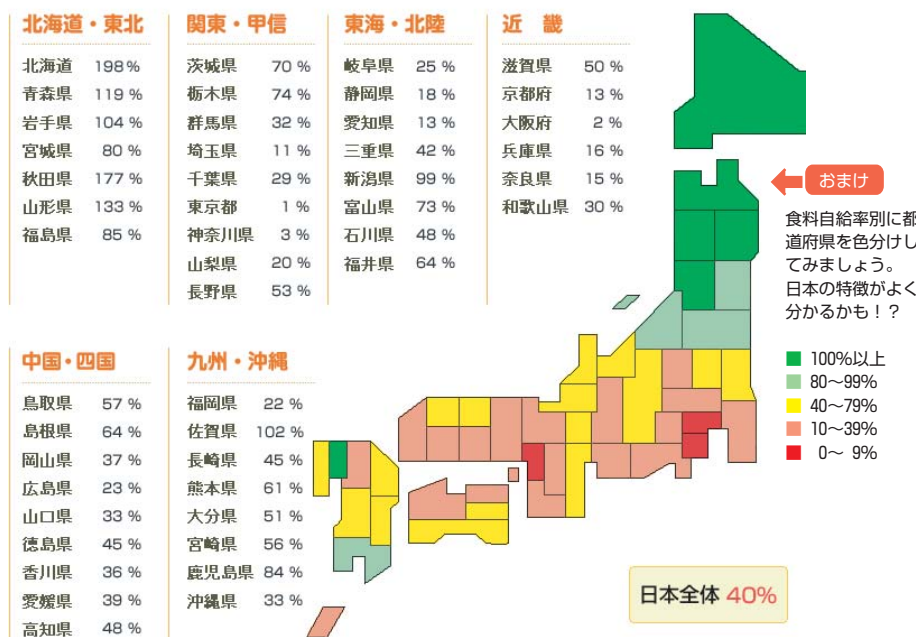 北海道・東北
北海道 198%
青森県 119%
岩手県 104%
宮城県 80%
秋田県 177%
山形県 133%
福島県 85%
関東・甲信
茨城県 70%
栃木県 74%
群馬県 32%
埼玉県 11%
千葉県 29%
東京都 1%
神奈川県 3%
山梨県 20%
長野県 53%
東海・北陸
岐阜県 25%
静岡県 18%
愛知県 13%
三重県 42%
新潟県 99%
富山県 73%
石川県 48%
福井県 64%
近 畿
滋賀県 50%
京都府 13%
大阪府 2%
兵庫県 16%
奈良県 15%
和歌山県 30%
おまけ
食料自給率別に都
道府県を色分けし
てみましょう。
日本の特徴がよく
分かるかも！？
100%以上
80～99%
40～79%
10～39%
0～ 9%
中国・四国
鳥取県 57%
島根県 64%
岡山県 37%
広島県 23%
山口県 33%
徳島県 45%
香川県 36%
愛媛県 39%
高知県 48%
九州・沖縄
福岡県 22%
佐賀県 102%
長崎県 45%
熊本県 61%
大分県 51%
宮崎県 56%
鹿児島県 84%
沖縄県 33%
日本全体 40%